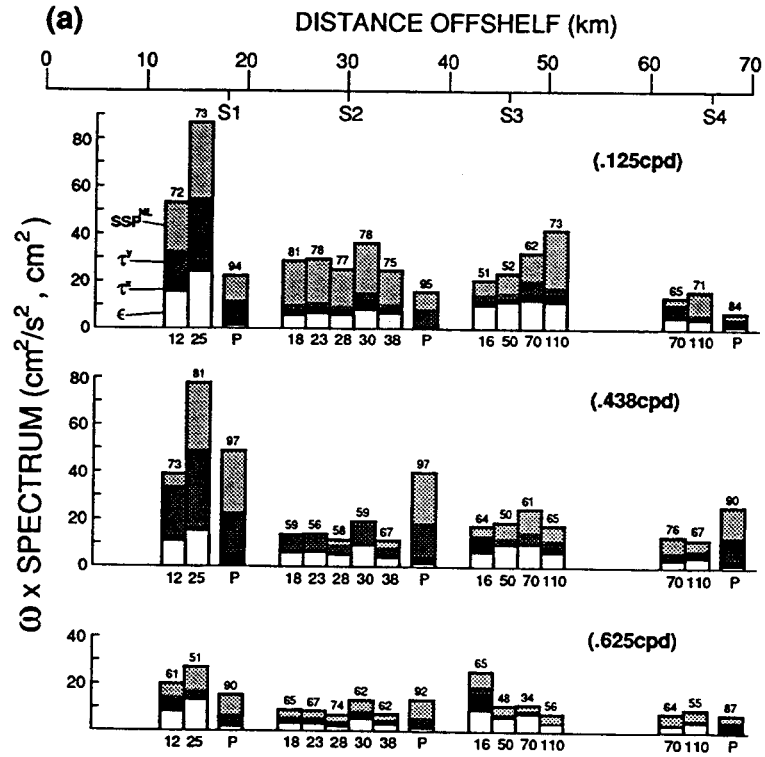 (a) DISTANCE OFFSHELF (km)
0 10 20 30 40 50 60 70
S1 S2 S3 S4
(.125cpd)
80
60
40
20
0
SSP^NL
τ^y
τ^x
ϵ
72 73 94 81 78 77 78 75 95 51 52 62 73 65 71 84
12 25 P 18 23 28 30 38 P 16 50 70 110 70 110 P
(.438cpd)
80
60
40
20
0
73 81 97 59 56 58 59 67 97 64 50 61 65 76 67 90
12 25 P 18 23 28 30 38 P 16 50 70 110 70 110 P
(.625cpd)
40
20
61 51 90 65 67 74 62 62 92 65 48 34 56 64 55 87
12 25 P 18 23 28 30 38 P 16 50 70 110 70 110 P
ω x SPECTRUM (cm²/s², cm²)